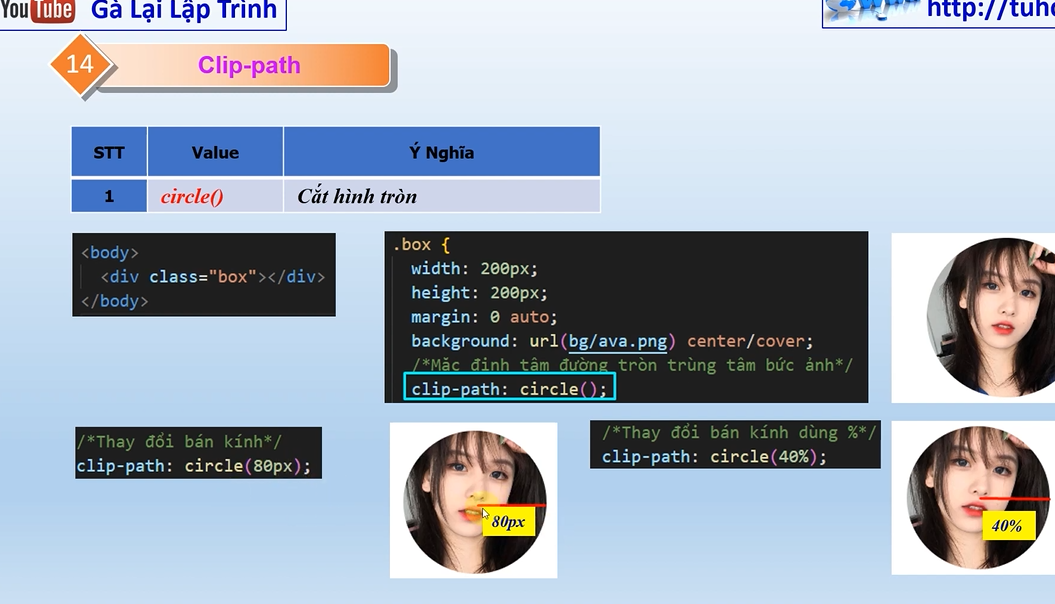 YouTube Gà Lại Lập Trình
http://tuho
14
Clip-path
STT Value Ý Nghĩa
1 circle() Cắt hình tròn
<body>
<div class="box"></div>
</body>
.box {
width: 200px;
height: 200px;
margin: 0 auto;
background: url(bg/ava.png) center/cover;
/*Mặc định tâm đường tròn trùng tâm bức ảnh*/
clip-path: circle();
/*Thay đổi bán kính*/
clip-path: circle(80px);
80px
/*Thay đổi bán kính dùng %*/
clip-path: circle(40%);
40%